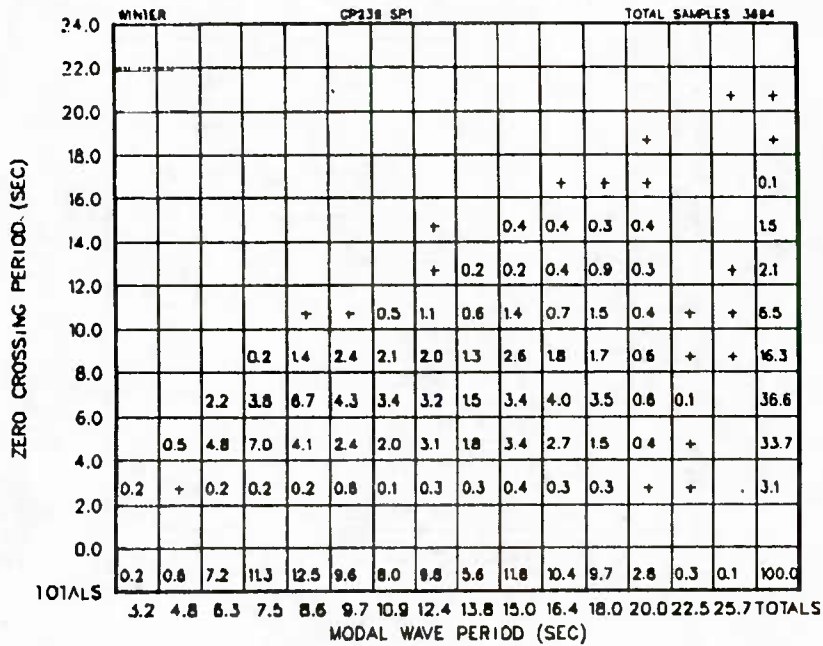 WINTER GP238 SP1 TOTAL SAMPLES 3684
24.0
22.0
+ +
20.0
+ +
18.0
+ + + 0.1
16.0
+ 0.4 0.4 0.3 0.4 1.5
14.0
+ 0.2 0.2 0.4 0.9 0.3 + 2.1
12.0
+ + 0.5 1.1 0.6 1.4 0.7 1.5 0.4 + + 6.5
10.0
0.2 1.4 2.4 2.1 2.0 1.3 2.6 1.8 1.7 0.6 + + 16.3
8.0
2.2 3.8 6.7 4.3 3.4 3.2 1.5 3.4 4.0 3.5 0.6 0.1 36.6
6.0
0.5 4.8 7.0 4.1 2.4 2.0 3.1 1.8 3.4 2.7 1.5 0.4 + 33.7
4.0
0.2 + 0.2 0.2 0.2 0.8 0.1 0.3 0.3 0.4 0.3 0.3 + + 3.1
2.0
0.0
0.2 0.6 7.2 11.3 12.5 9.6 8.0 9.8 5.6 11.8 10.4 9.7 2.8 0.3 0.1 100.0
TOTALS
3.2 4.8 6.3 7.5 8.6 9.7 10.9 12.4 13.8 15.0 16.4 18.0 20.0 22.5 25.7 TOTALS
MODAL WAVE PERIOD (SEC)
ZERO CROSSING PERIOD (SEC)